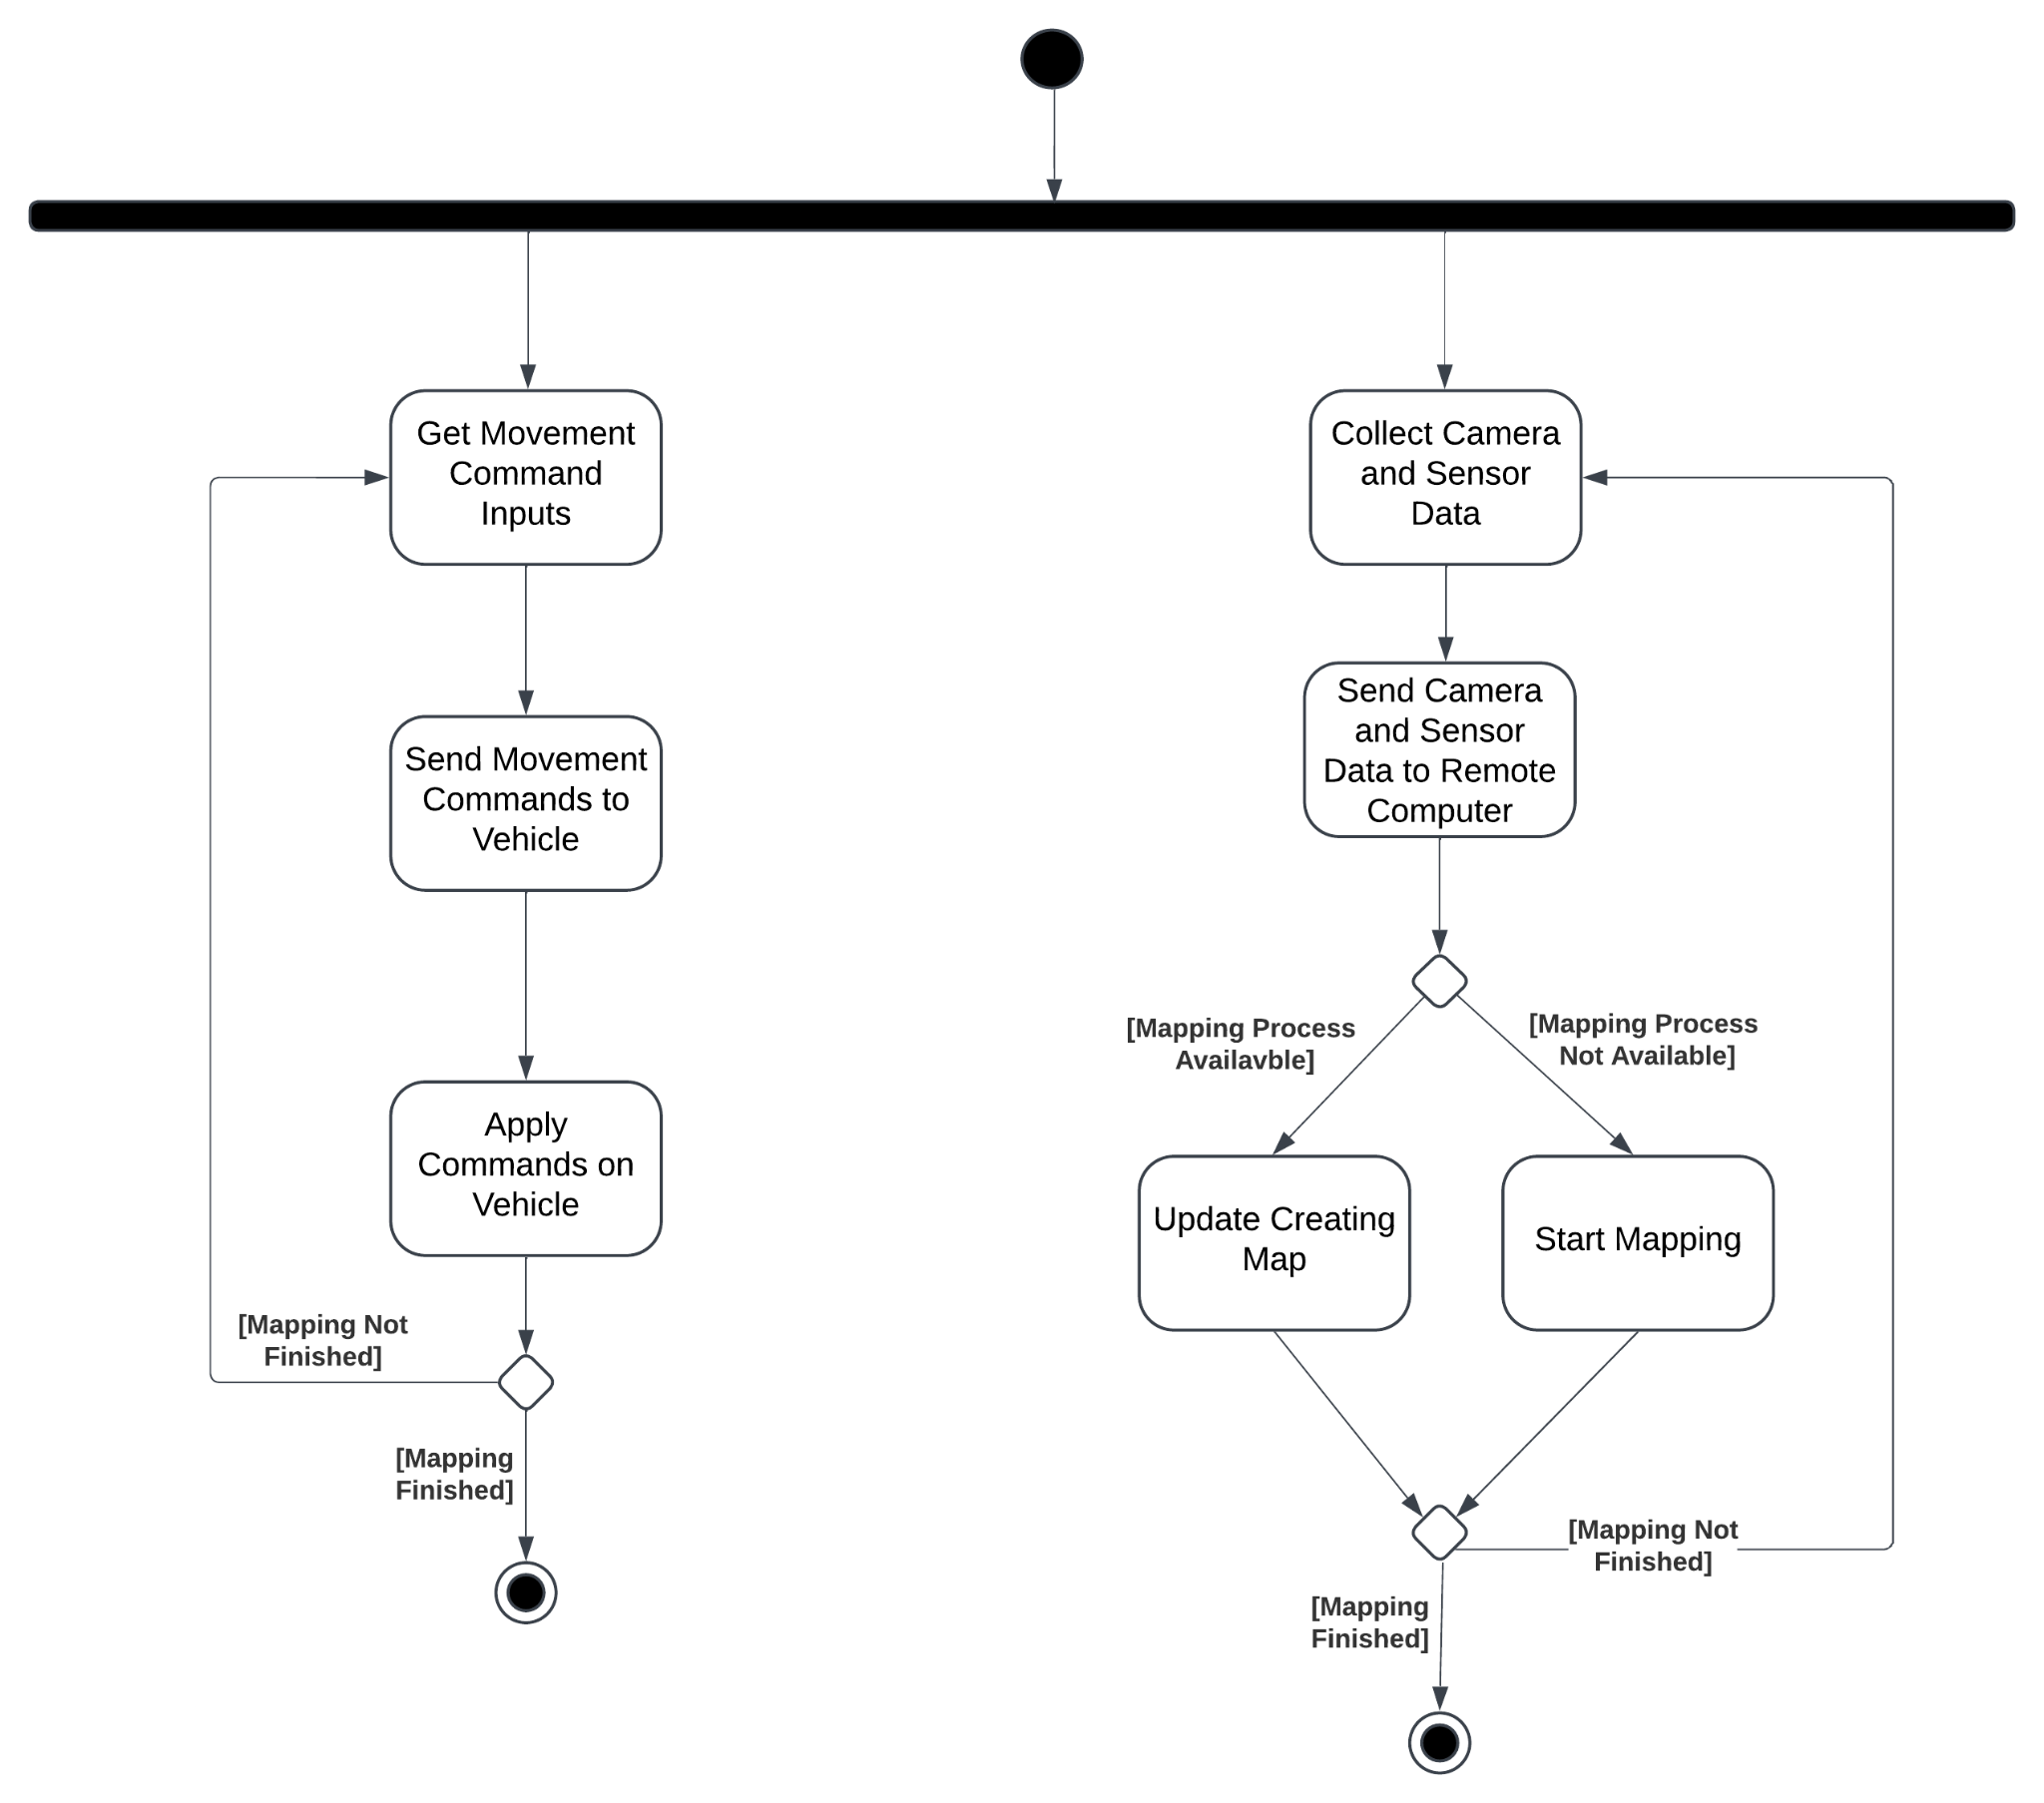 Get Movement
Command
Inputs
Collect Camera
and Sensor
Data
Send Movement
Commands to
Vehicle
Send Camera
and Sensor
Data to Remote
Computer
[Mapping Process
Availavble]
[Mapping Process
Not Available]
Apply
Commands on
Vehicle
Update Creating
Map
Start Mapping
[Mapping Not
Finished]
[Mapping
Finished]
[Mapping Not
Finished]
[Mapping
Finished]